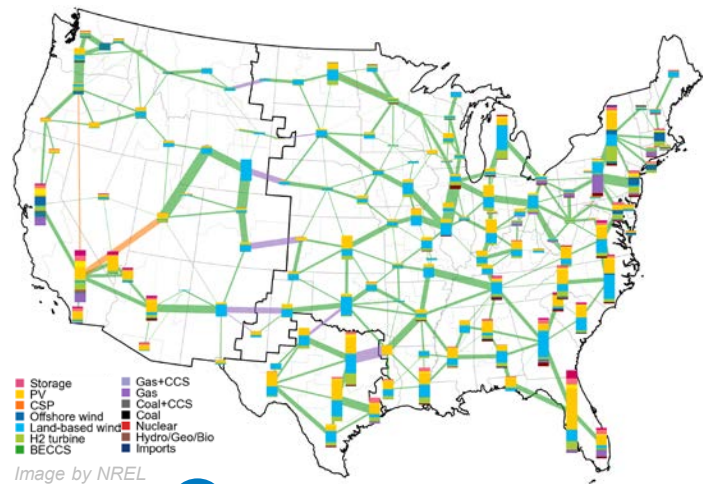 Storage
PV
CSP
Offshore wind
Land-based wind
H2 turbine
BECCS
Gas+CCS
Gas
Coal+CCS
Coal
Nuclear
Hydro/Geo/Bio
Imports
Image by NREL